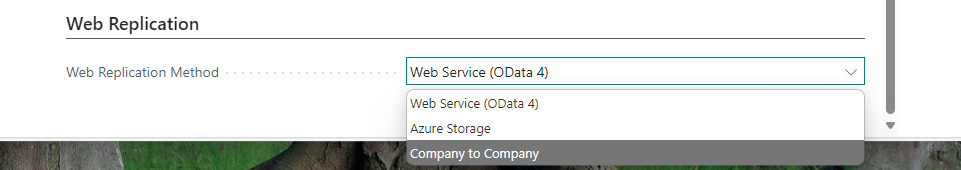 Web Replication
Web Replication Method Web Service (OData 4)
Web Service (OData 4)
Azure Storage
Company to Company